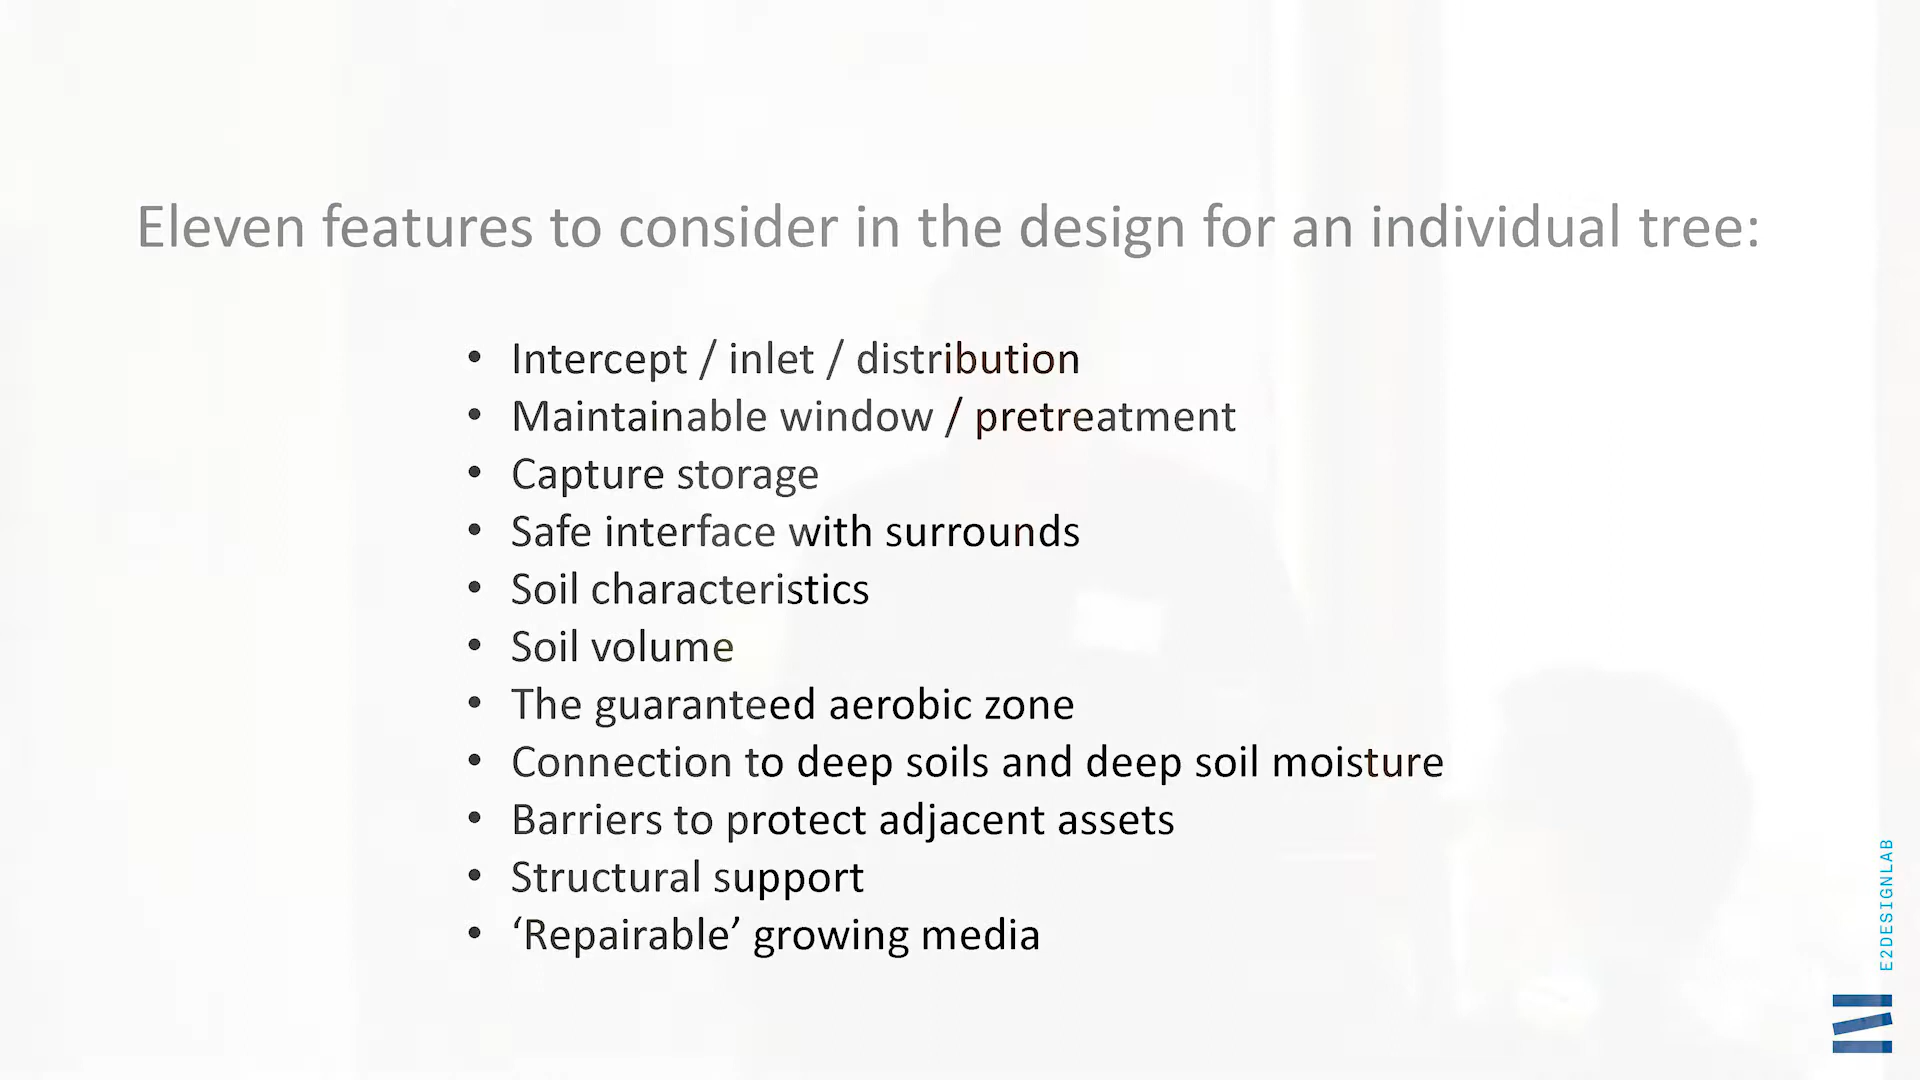 Eleven features to consider in the design for an individual tree:
• Intercept / inlet / distribution
• Maintainable window / pretreatment
• Capture storage
• Safe interface with surrounds
• Soil characteristics
• Soil volume
• The guaranteed aerobic zone
• Connection to deep soils and deep soil moisture
• Barriers to protect adjacent assets
• Structural support
• ‘Repairable’ growing media
E2DESIGNLAB